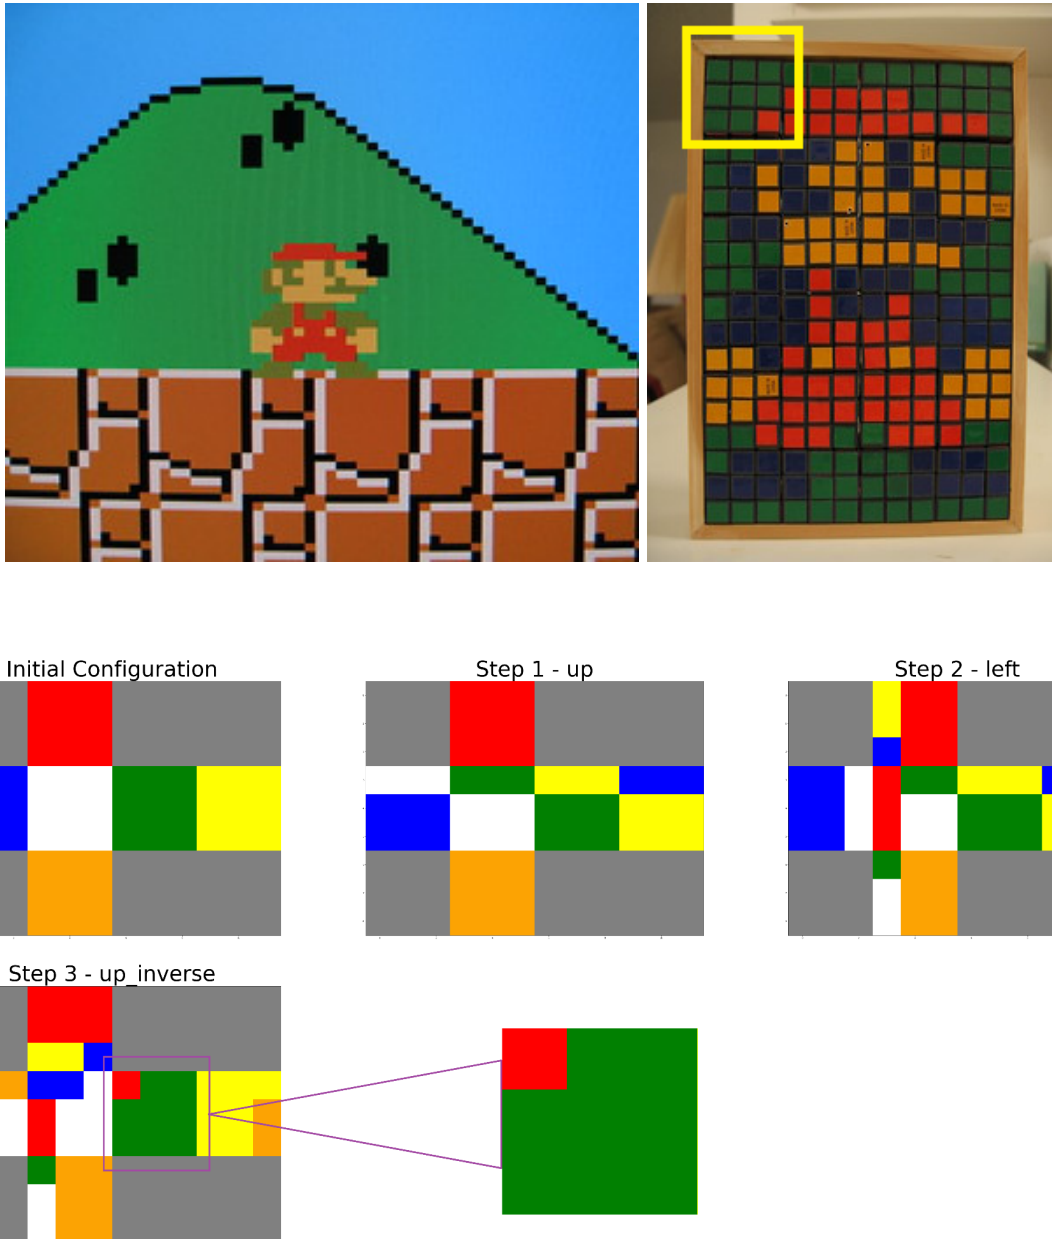 Initial Configuration
Step 1 - up
Step 2 - left
Step 3 - up_inverse